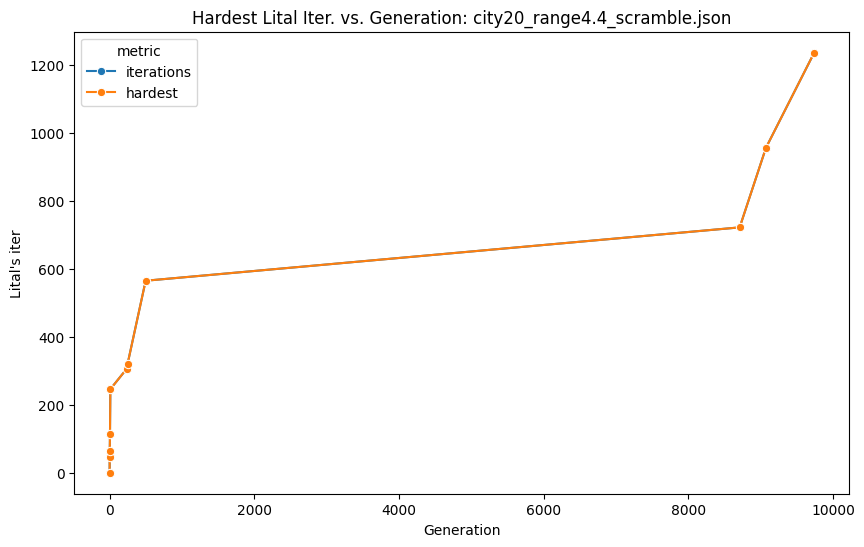 Hardest Lital Iter. vs. Generation: city20_range4.4_scramble.json
metric
iterations
hardest
1200
1000
800
600
400
200
0
Lital's iter
0 2000 4000 6000 8000 10000
Generation